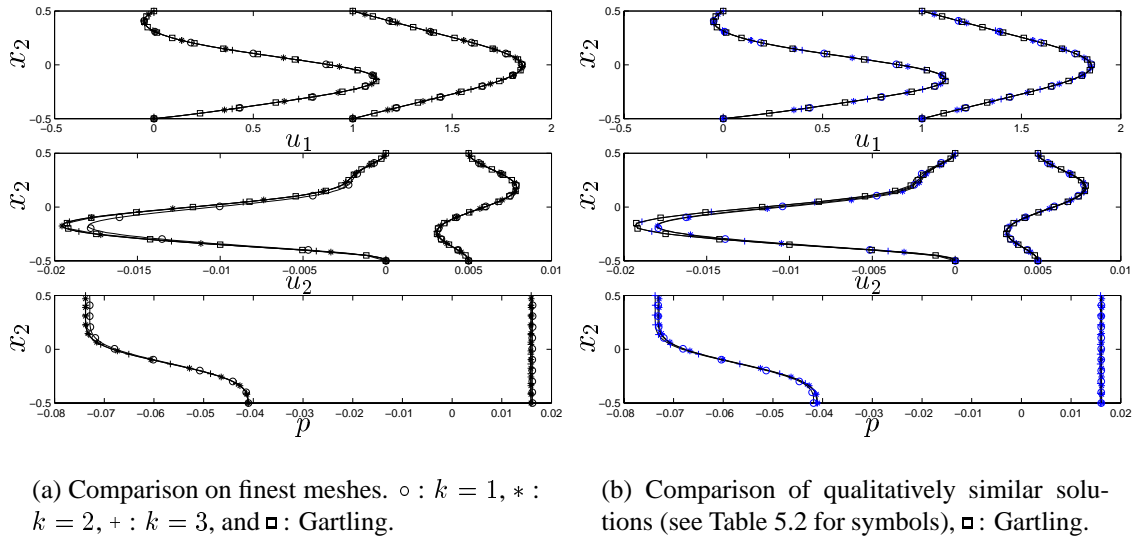 0.5
0
−0.5
x₂
−0.5 0 0.5 1 1.5 2
u₁
0.5
0
−0.5
x₂
−0.02 −0.015 −0.01 −0.005 0 0.005 0.01
u₂
0.5
0
−0.5
x₂
−0.08 −0.07 −0.06 −0.05 −0.04 −0.03 −0.02 −0.01 0 0.01 0.02
p
(a) Comparison on finest meshes. ○ : k = 1, ∗ :
k = 2, + : k = 3, and □ : Gartling.
0.5
0
−0.5
x₂
−0.5 0 0.5 1 1.5 2
u₁
0.5
0
−0.5
x₂
−0.02 −0.015 −0.01 −0.005 0 0.005 0.01
u₂
0.5
0
−0.5
x₂
−0.08 −0.07 −0.06 −0.05 −0.04 −0.03 −0.02 −0.01 0 0.01 0.02
p
(b) Comparison of qualitatively similar solu-
tions (see Table 5.2 for symbols), □ : Gartling.